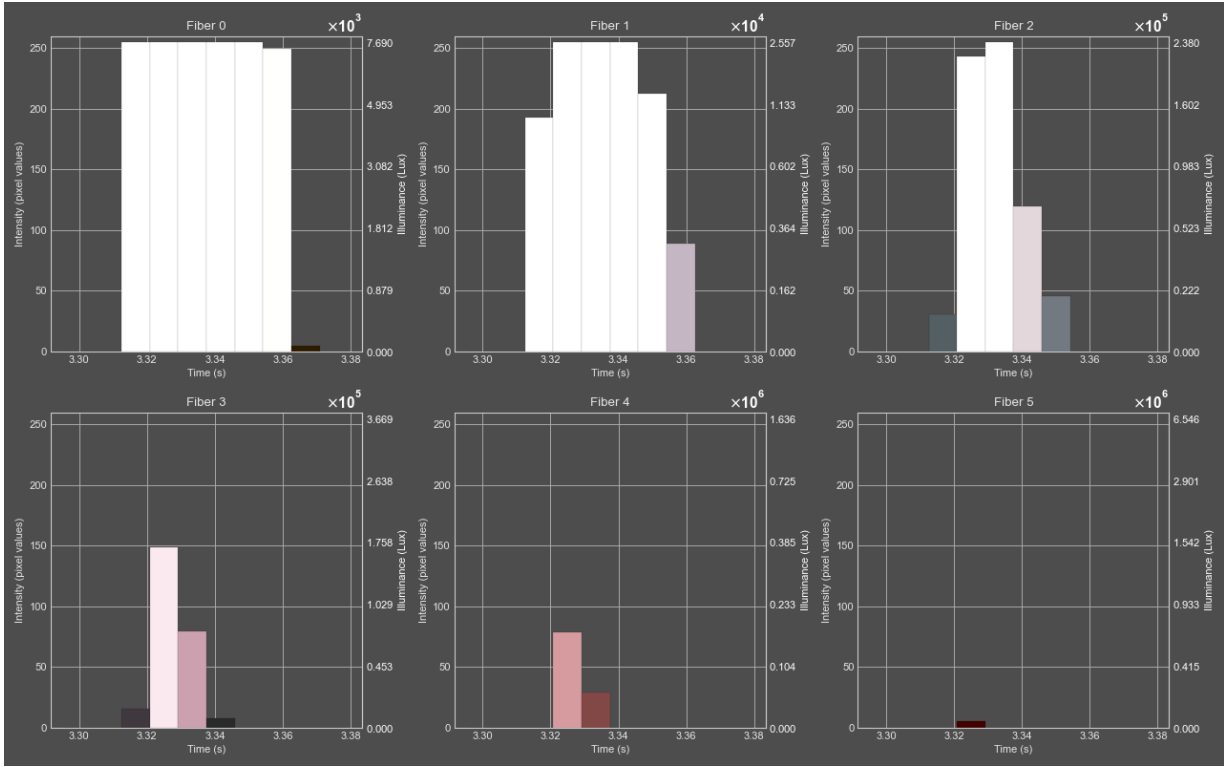 Fiber 0 ×10³
Intensity (pixel values)
250
200
150
100
50
0
7.690
4.953
3.082
1.812
0.879
0.000
Illuminance (Lux)
3.30 3.32 3.34 3.36 3.38
Time (s)
Fiber 1 ×10⁴
Intensity (pixel values)
250
200
150
100
50
0
2.557
1.133
0.602
0.364
0.162
0.000
Illuminance (Lux)
3.30 3.32 3.34 3.36 3.38
Time (s)
Fiber 2 ×10⁵
Intensity (pixel values)
250
200
150
100
50
0
2.380
1.602
0.983
0.523
0.222
0.000
Illuminance (Lux)
3.30 3.32 3.34 3.36 3.38
Time (s)
Fiber 3 ×10⁵
Intensity (pixel values)
250
200
150
100
50
0
3.669
2.638
1.758
1.029
0.453
0.000
Illuminance (Lux)
3.30 3.32 3.34 3.36 3.38
Time (s)
Fiber 4 ×10⁶
Intensity (pixel values)
250
200
150
100
50
0
1.636
0.725
0.385
0.233
0.104
0.000
Illuminance (Lux)
3.30 3.32 3.34 3.36 3.38
Time (s)
Fiber 5 ×10⁶
Intensity (pixel values)
250
200
150
100
50
0
6.546
2.901
1.542
0.933
0.415
0.000
Illuminance (Lux)
3.30 3.32 3.34 3.36 3.38
Time (s)